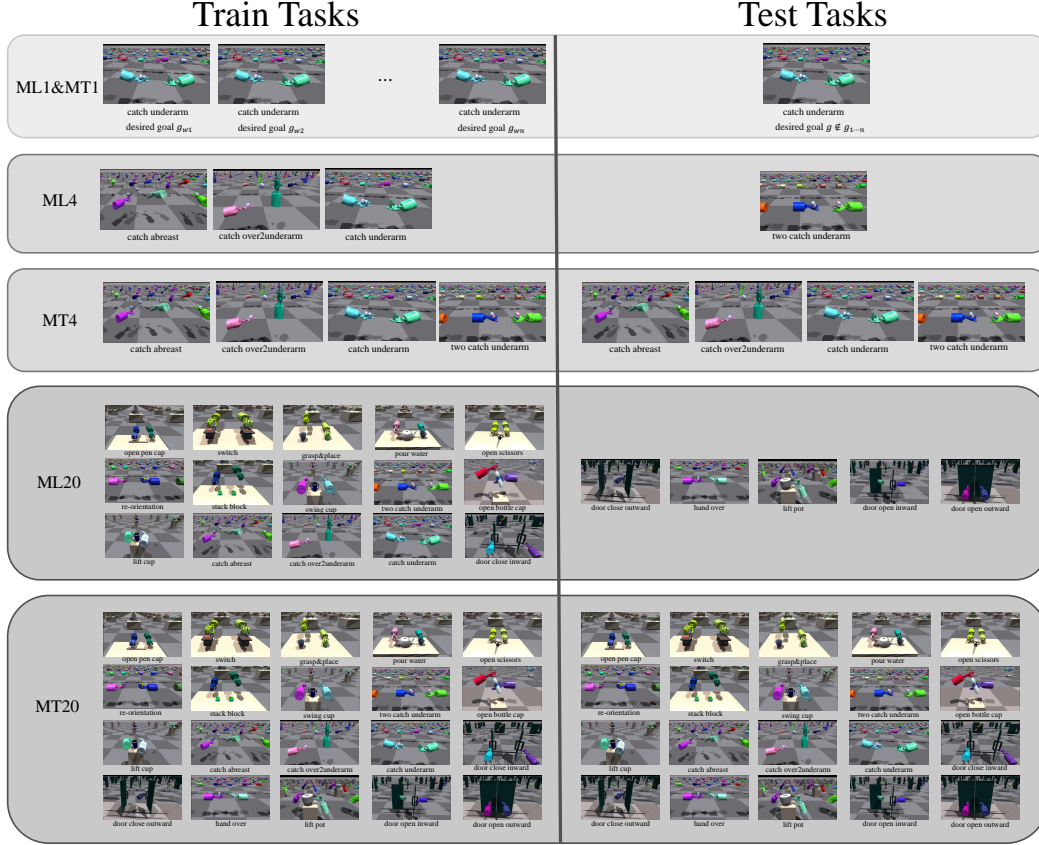 Train Tasks
Test Tasks
ML1&MT1
...
catch underarm
catch underarm
catch underarm
catch underarm
desired goal g_{w1}
desired goal g_{w2}
desired goal g_{wn}
desired goal g ∉ g_{1⋯n}
ML4
catch abreast
catch over2underarm
catch underarm
two catch underarm
MT4
catch abreast
catch over2underarm
catch underarm
two catch underarm
catch abreast
catch over2underarm
catch underarm
two catch underarm
ML20
open pen cap
switch
grasp&place
pour water
open scissors
re-orientation
stack block
swing cup
two catch underarm
open bottle cap
lift cup
catch abreast
catch over2underarm
catch underarm
door close inward
door close outward
hand over
lift pot
door open inward
door open outward
MT20
open pen cap
switch
grasp&place
pour water
open scissors
re-orientation
stack block
swing cup
two catch underarm
open bottle cap
lift cup
catch abreast
catch over2underarm
catch underarm
door close inward
door close outward
hand over
lift pot
door open inward
door open outward
open pen cap
switch
grasp&place
pour water
open scissors
re-orientation
stack block
swing cup
two catch underarm
open bottle cap
lift cup
catch abreast
catch over2underarm
catch underarm
door close inward
door close outward
hand over
lift pot
door open inward
door open outward